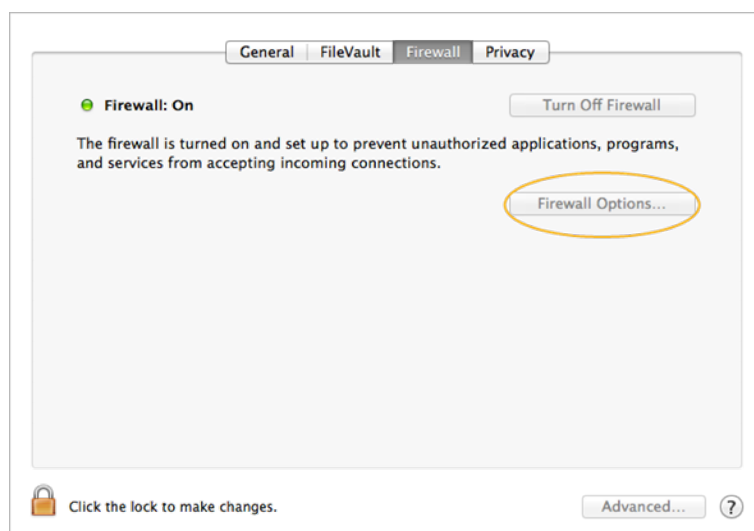 General FileVault Firewall Privacy
Firewall: On Turn Off Firewall
The firewall is turned on and set up to prevent unauthorized applications, programs,
and services from accepting incoming connections.
Firewall Options...
Click the lock to make changes. Advanced... ?